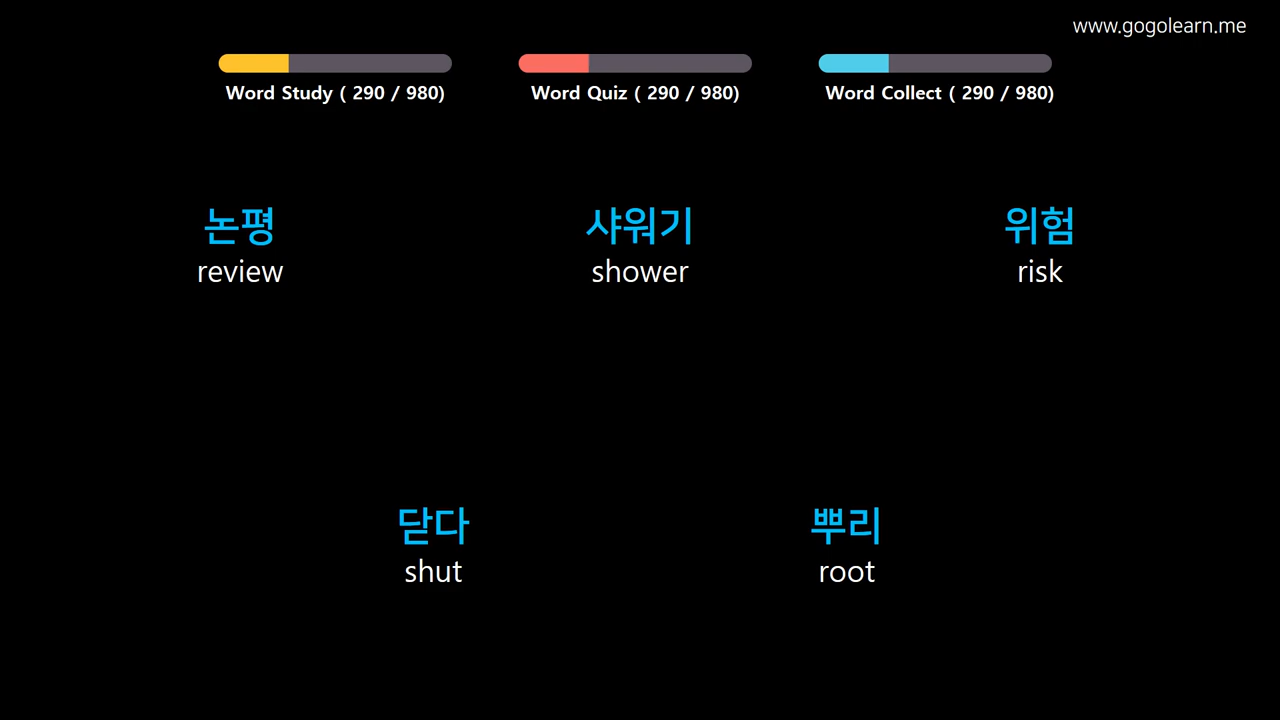 www.gogolearn.me
Word Study ( 290 / 980)
Word Quiz ( 290 / 980)
Word Collect ( 290 / 980)
논평
review
샤워기
shower
위험
risk
닫다
shut
뿌리
root